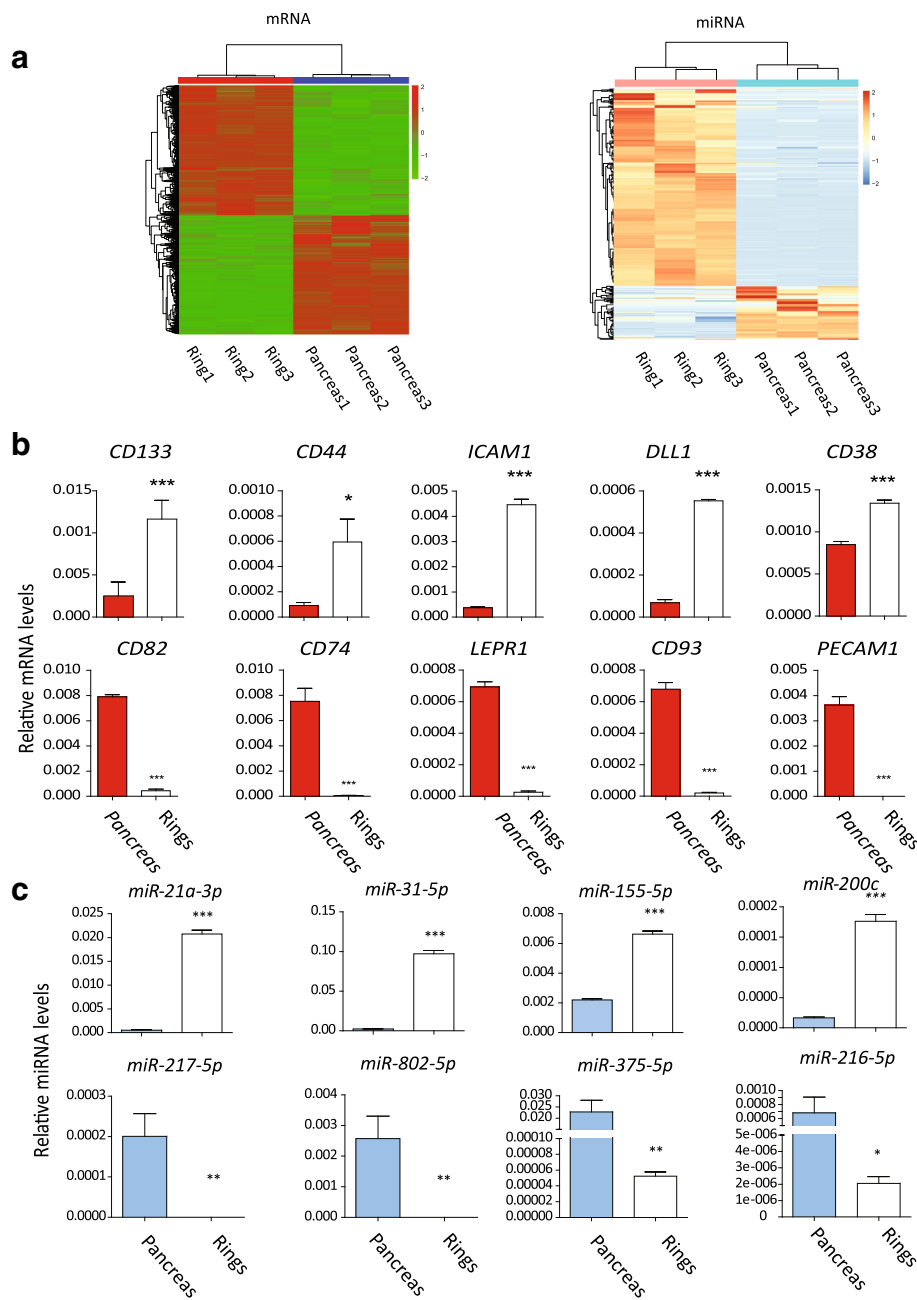 mRNA
miRNA
a
2
1
0
−1
−2
2
1
0
−1
−2
Ring1
Ring2
Ring3
Pancreas1
Pancreas2
Pancreas3
Ring1
Ring2
Ring3
Pancreas1
Pancreas2
Pancreas3
b
Relative mRNA levels
CD133
***
0.015
0.010
0.005
0.000
CD44
*
0.0010
0.0008
0.0006
0.0004
0.0002
0.0000
ICAM1
***
0.005
0.004
0.003
0.002
0.001
0.000
DLL1
***
0.0006
0.0004
0.0002
0.0000
CD38
***
0.0015
0.0010
0.0005
0.0000
CD82
0.010
0.008
0.006
0.004
0.002
0.000
***
CD74
0.010
0.008
0.006
0.004
0.002
0.000
***
LEPR1
0.0008
0.0006
0.0004
0.0002
0.0000
***
CD93
0.0008
0.0006
0.0004
0.0002
0.0000
***
PECAM1
0.005
0.004
0.003
0.002
0.001
0.000
***
Pancreas
Rings
Pancreas
Rings
Pancreas
Rings
Pancreas
Rings
Pancreas
Rings
c
Relative miRNA levels
miR-21a-3p
***
0.025
0.020
0.015
0.010
0.005
0.000
miR-31-5p
***
0.15
0.10
0.05
0.00
miR-155-5p
***
0.008
0.006
0.004
0.002
0.000
miR-200c
***
0.0002
0.0001
0.0001
0.0000
0.0000
miR-217-5p
0.0003
0.0002
0.0001
0.0000
**
miR-802-5p
0.004
0.003
0.002
0.001
0.000
**
miR-375-5p
0.030
0.020
0.00010
0.00008
0.00006
0.00004
0.00002
0.00000
**
miR-216-5p
0.0010
0.0008
0.0006
5e-006
4e-006
2e-006
1e-006
0
*
Pancreas
Rings
Pancreas
Rings
Pancreas
Rings
Pancreas
Rings